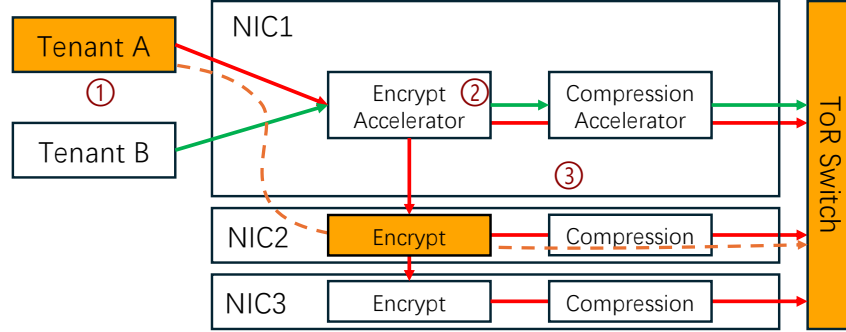 NIC1
Tenant A
①
Tenant B
Encrypt
Accelerator
②
Compression
Accelerator
③
ToR Switch
NIC2
Encrypt
Compression
NIC3
Encrypt
Compression